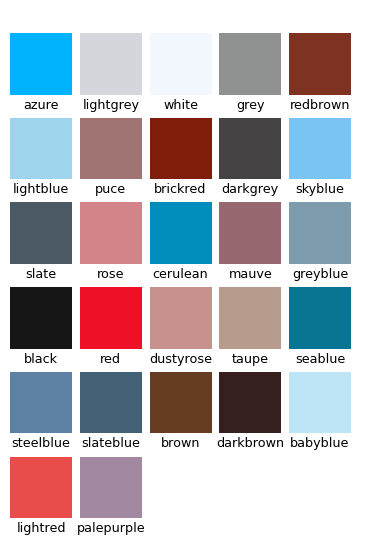 azure lightgrey white grey redbrown
lightblue puce brickred darkgrey skyblue
slate rose cerulean mauve greyblue
black red dustyrose taupe seablue
steelblue slateblue brown darkbrown babyblue
lightred palepurple